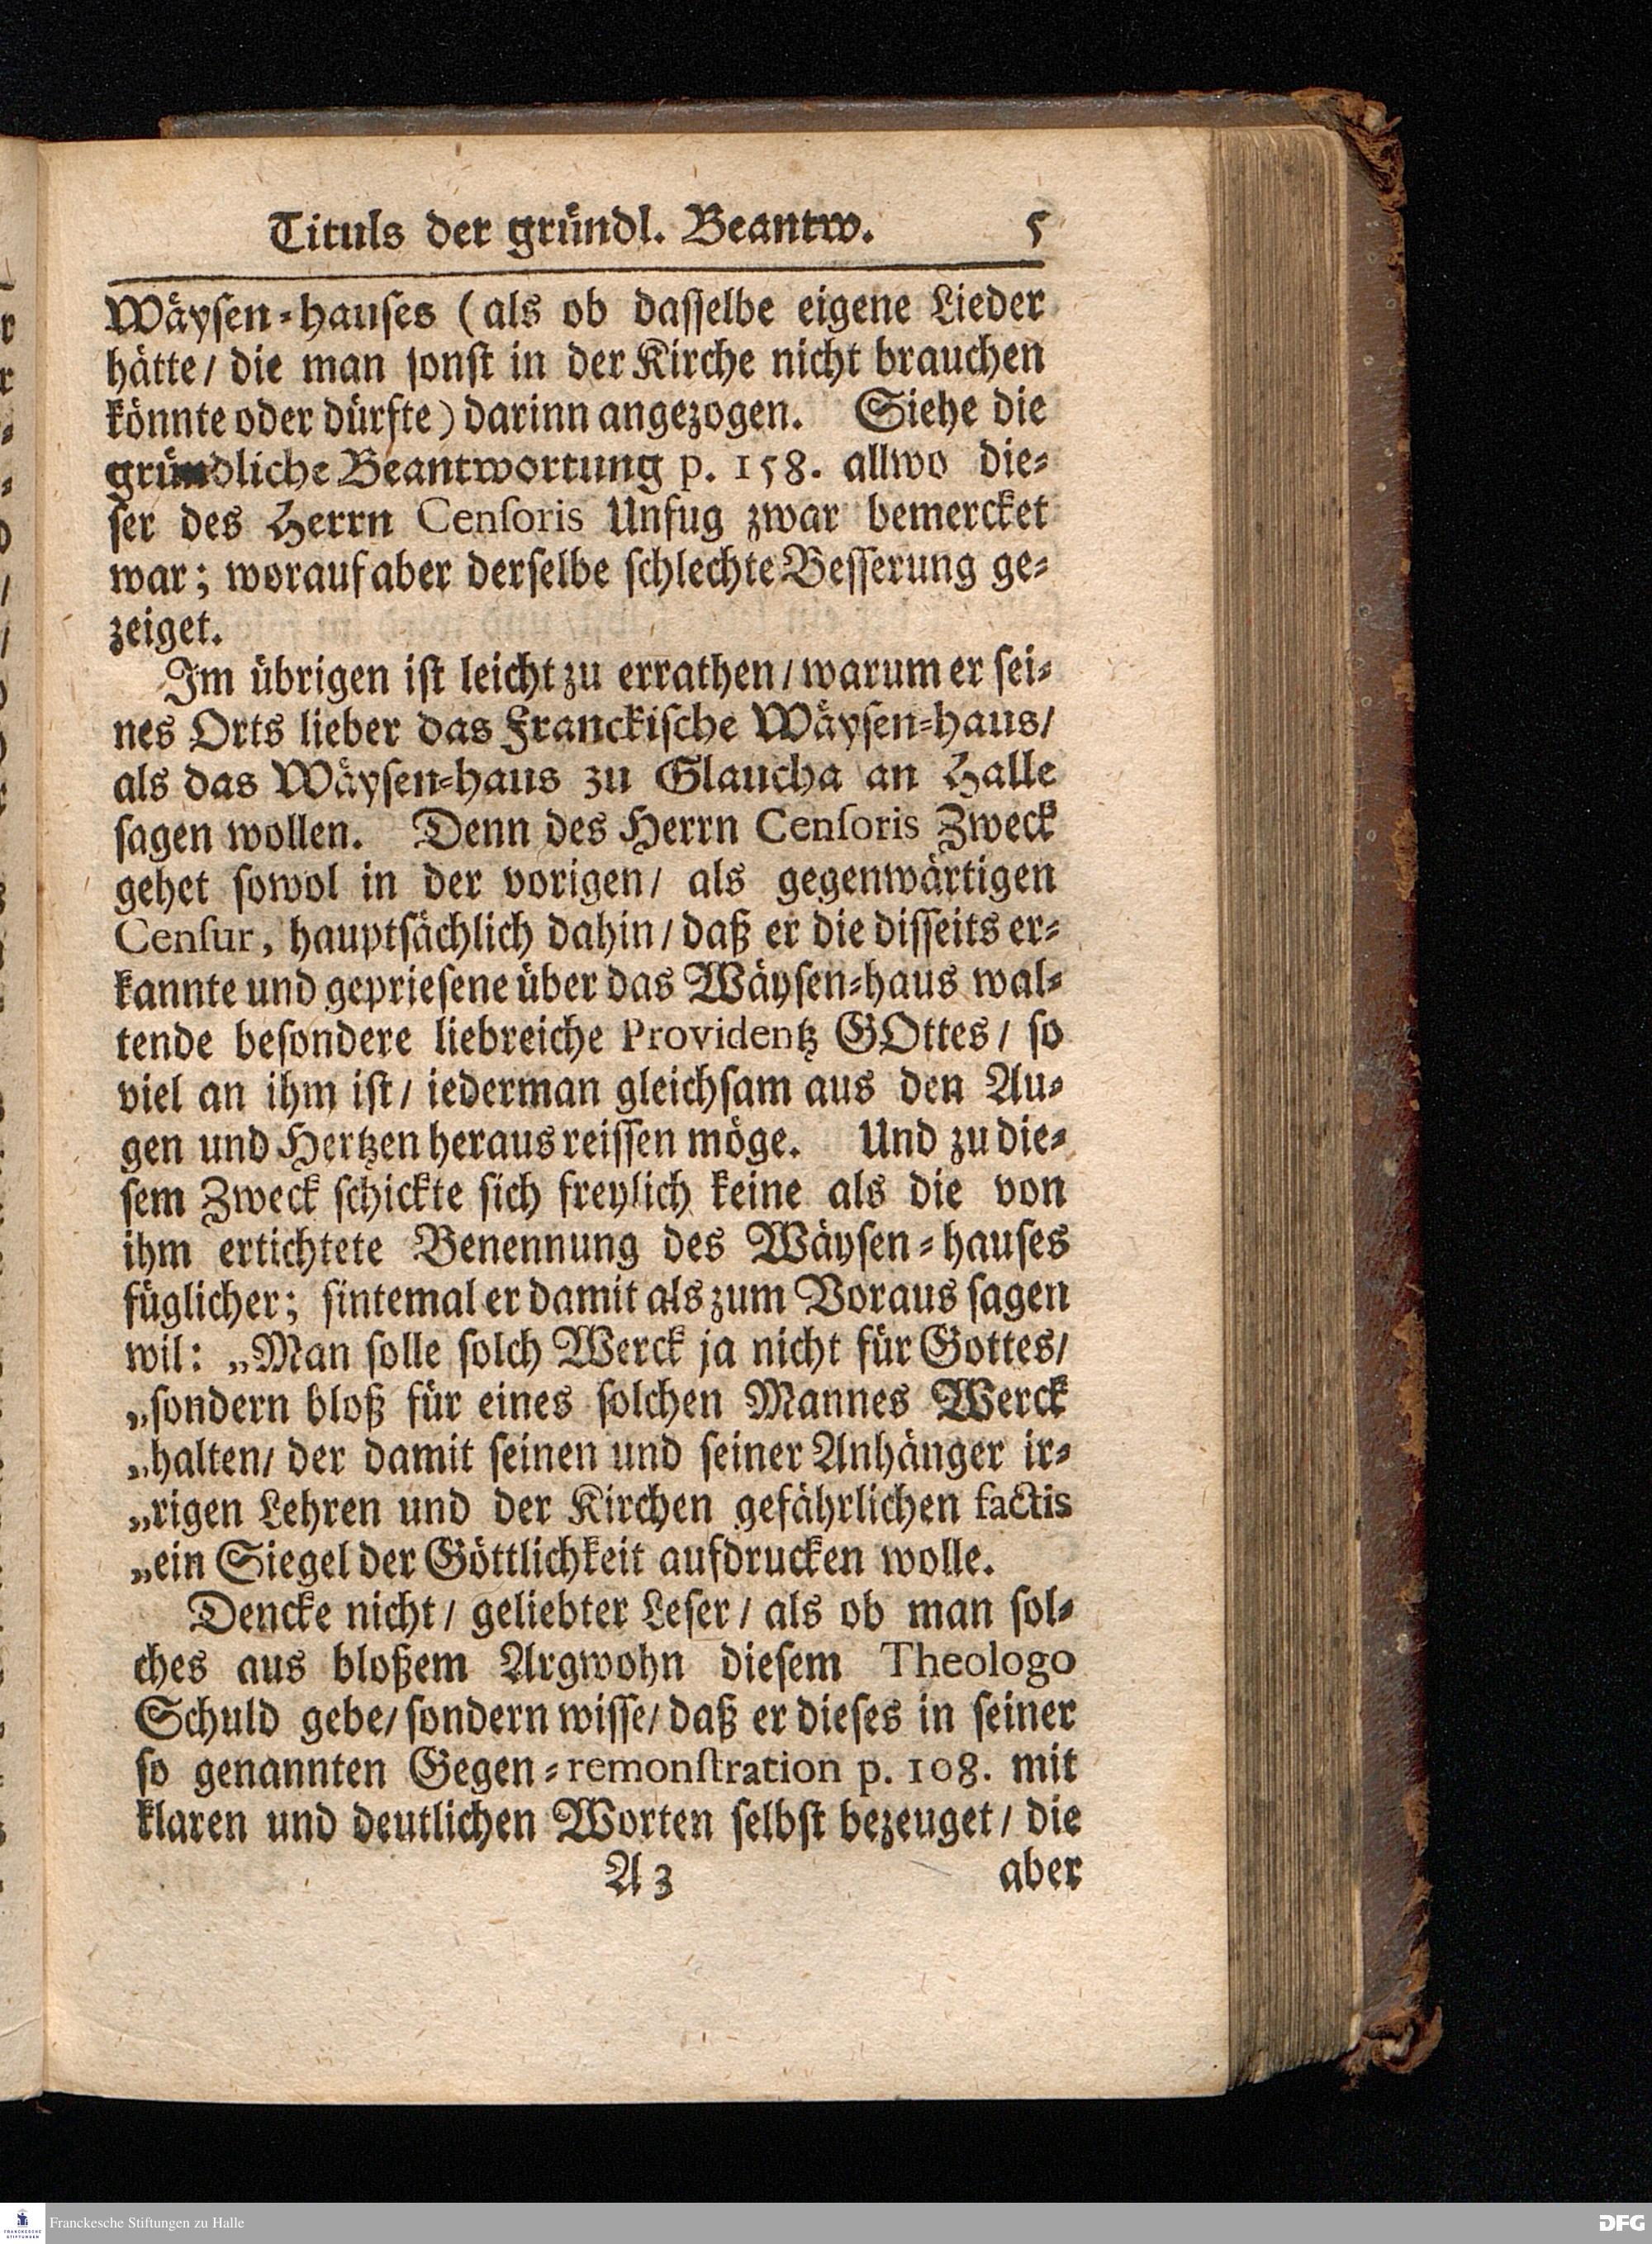 Tituls der gründl. Beantw. 5
Wäysen-hauses (als ob dasselbe eigene Lieder
hätte/ die man sonst in der Kirche nicht brauchen
könnte oder dürfte) darinn angezogen. Siehe die
gründliche Beantwortung p. 158. allwo die-
ser des Herrn Censoris Unfug zwar bemercket
war; worauf aber derselbe schlechte Besserung ge-
zeiget.
Im übrigen ist leicht zu errathen/ warum er sei-
nes Orts lieber das Franckische Wäysen-haus/
als das Wäysen-haus zu Glaucha an Halle
sagen wollen. Denn des Herrn Censoris Zweck
gehet sowol in der vorigen/ als gegenwärtigen
Censur, hauptsächlich dahin/ daß er die disseits er-
kannte und gepriesene über das Wäysen-haus wal-
tende besondere liebreiche Providentz GOttes/ so
viel an ihm ist/ iederman gleichsam aus den Au-
gen und Hertzen heraus reissen möge. Und zu die-
sem Zweck schickte sich freylich keine als die von
ihm ertichtete Benennung des Wäysen-hauses
füglicher; sintemal er damit als zum Voraus sagen
wil: „Man solle solch Werck ja nicht für Gottes/
„sondern bloß für eines solchen Mannes Werck
„halten/ der damit seinen und seiner Anhänger ir-
„rigen Lehren und der Kirchen gefährlichen factis
„ein Siegel der Göttlichkeit aufdrucken wolle.
Dencke nicht/ geliebter Leser/ als ob man sol-
ches aus bloßem Argwohn diesem Theologo
Schuld gebe/ sondern wisse/ daß er dieses in seiner
so genannten Gegen-remonstration p. 108. mit
klaren und deutlichen Worten selbst bezeuget/ die
A 3 aber
Franckesche Stiftungen zu Halle
DFG